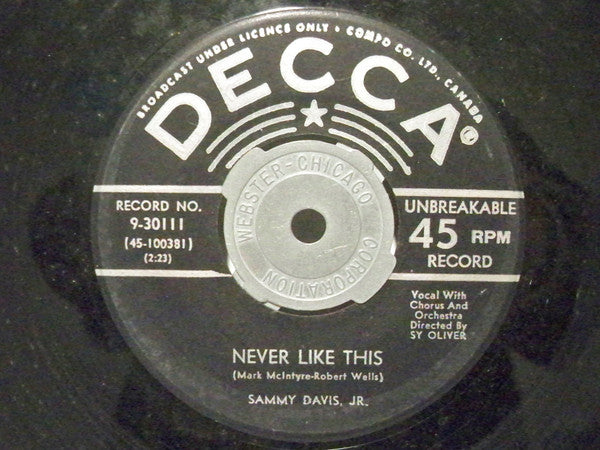 BROADCAST UNDER LICENCE ONLY • COMPO CO. LTD., CANADA
DECCA®
WEBSTER-CHICAGO CORPORATION
RECORD NO.
9-30111
(45-100381)
(2:23)
UNBREAKABLE
45 RPM
RECORD
Vocal With
Chorus And
Orchestra
Directed By
SY OLIVER
NEVER LIKE THIS
(Mark McIntyre-Robert Wells)
SAMMY DAVIS, JR.